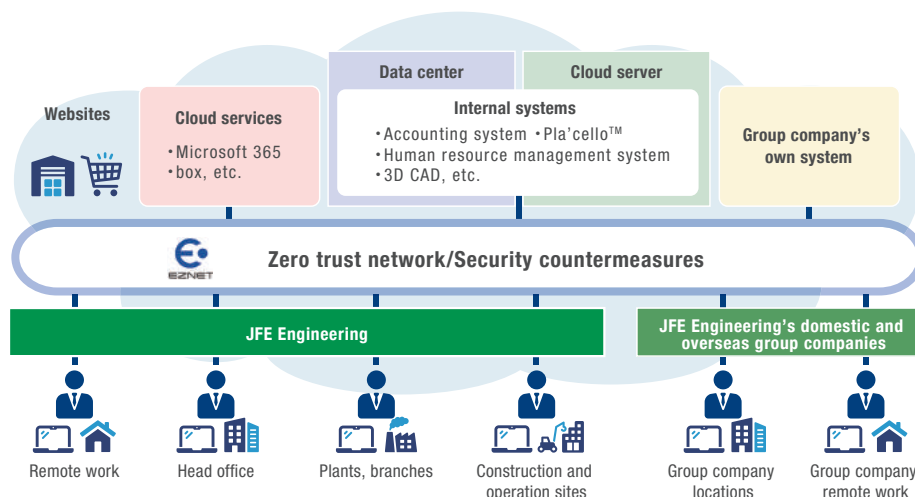 Data center
Cloud server
Websites
Cloud services
• Microsoft 365
• box, etc.
Internal systems
• Accounting system • Pla’cello™
• Human resource management system
• 3D CAD, etc.
Group company’s
own system
EZNET
Zero trust network/Security countermeasures
JFE Engineering
JFE Engineering’s domestic and
overseas group companies
Remote work
Head office
Plants, branches
Construction and
operation sites
Group company
locations
Group company
remote work